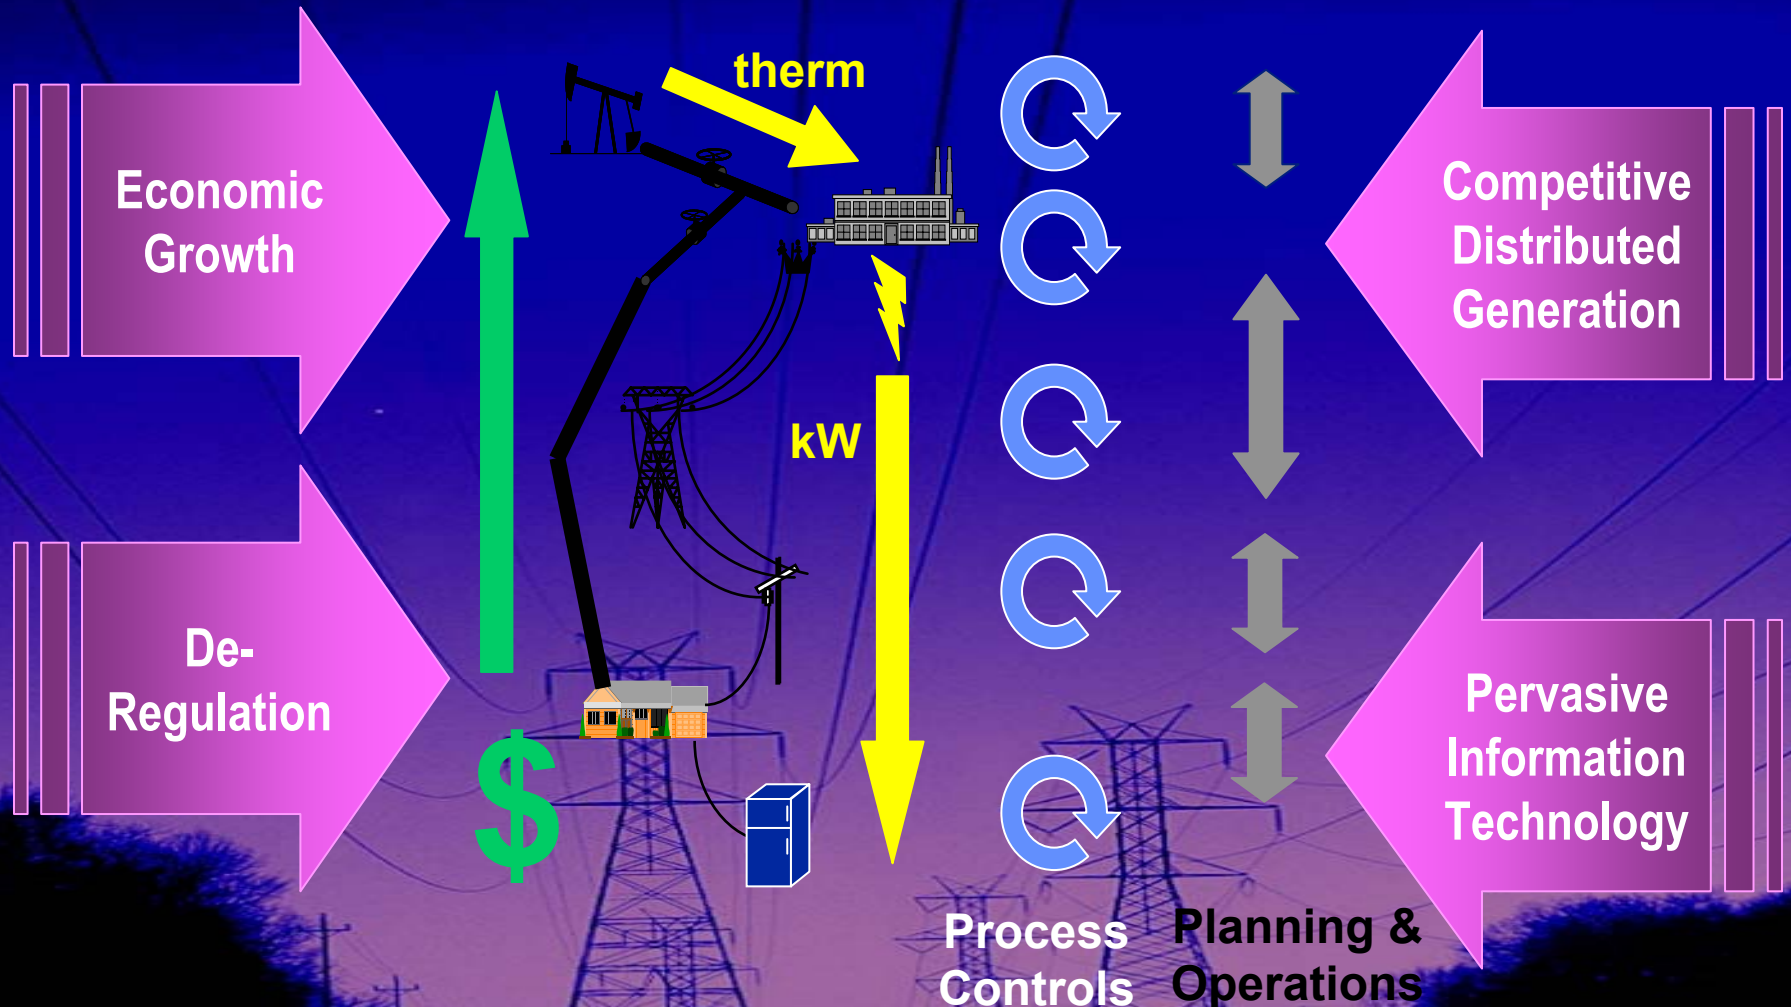 therm
Economic
Growth
Competitive
Distributed
Generation
kW
De-
Regulation
$
Pervasive
Information
Technology
Process
Controls
Planning &
Operations